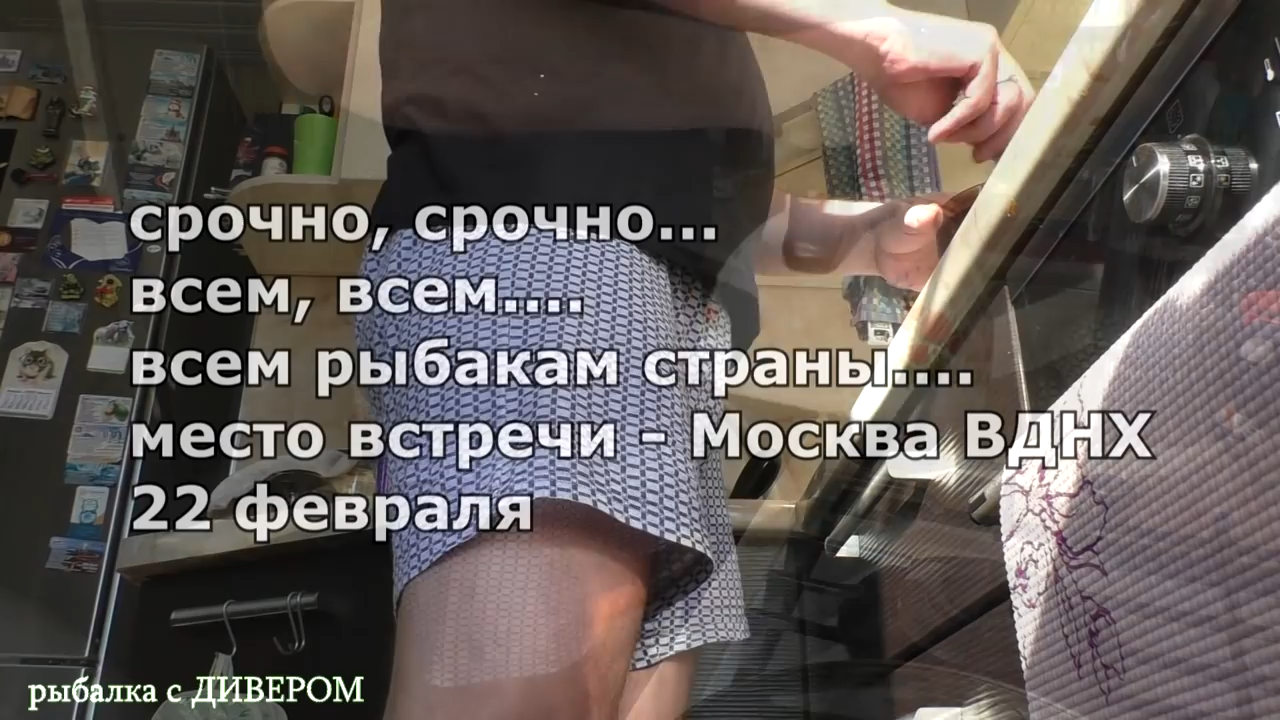 срочно, срочно...
всем, всем....
всем рыбакам страны....
место встречи - Москва ВДНХ
22 февраля
рыбалка с ДИВЕРОМ